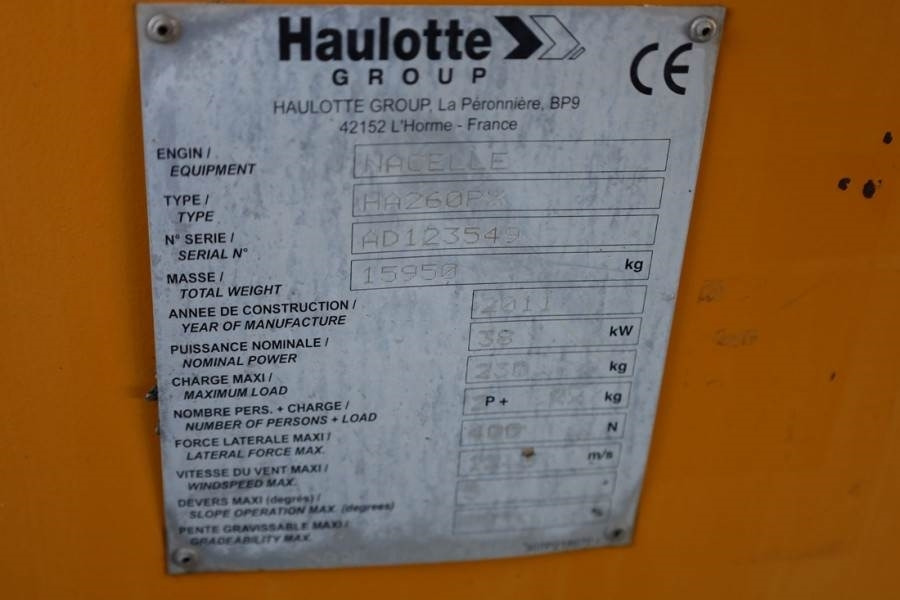 Haulotte
GROUP
CE
HAULOTTE GROUP, La Péronnière, BP9
42152 L'Horme - France
ENGIN /
EQUIPMENT
NACELLE
TYPE /
TYPE
HA260PX
N° SERIE /
SERIAL N°
AD123549
MASSE /
TOTAL WEIGHT
15950 kg
ANNEE DE CONSTRUCTION /
YEAR OF MANUFACTURE
2011
PUISSANCE NOMINALE /
NOMINAL POWER
38 kW
CHARGE MAXI /
MAXIMUM LOAD
230 kg
NOMBRE PERS. + CHARGE /
NUMBER OF PERSONS + LOAD
P + kg
FORCE LATERALE MAXI /
LATERAL FORCE MAX.
400 N
VITESSE DU VENT MAXI /
WINDSPEED MAX.
m/s
DEVERS MAXI (degrés) /
SLOPE OPERATION MAX. (degrees)
°
PENTE GRAVISSABLE MAXI /
GRADEABILITY MAX.
%